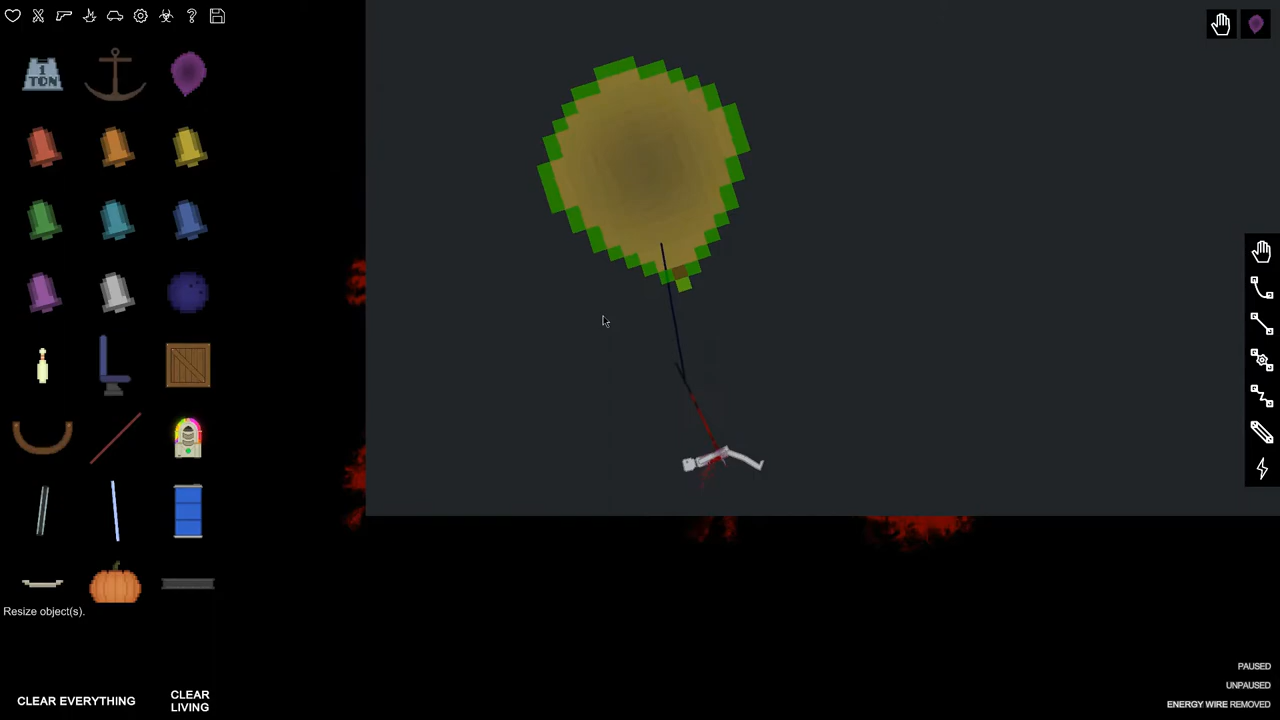 1
TON
Resize object(s).
CLEAR EVERYTHING
CLEAR
LIVING
PAUSED
UNPAUSED
ENERGY WIRE REMOVED